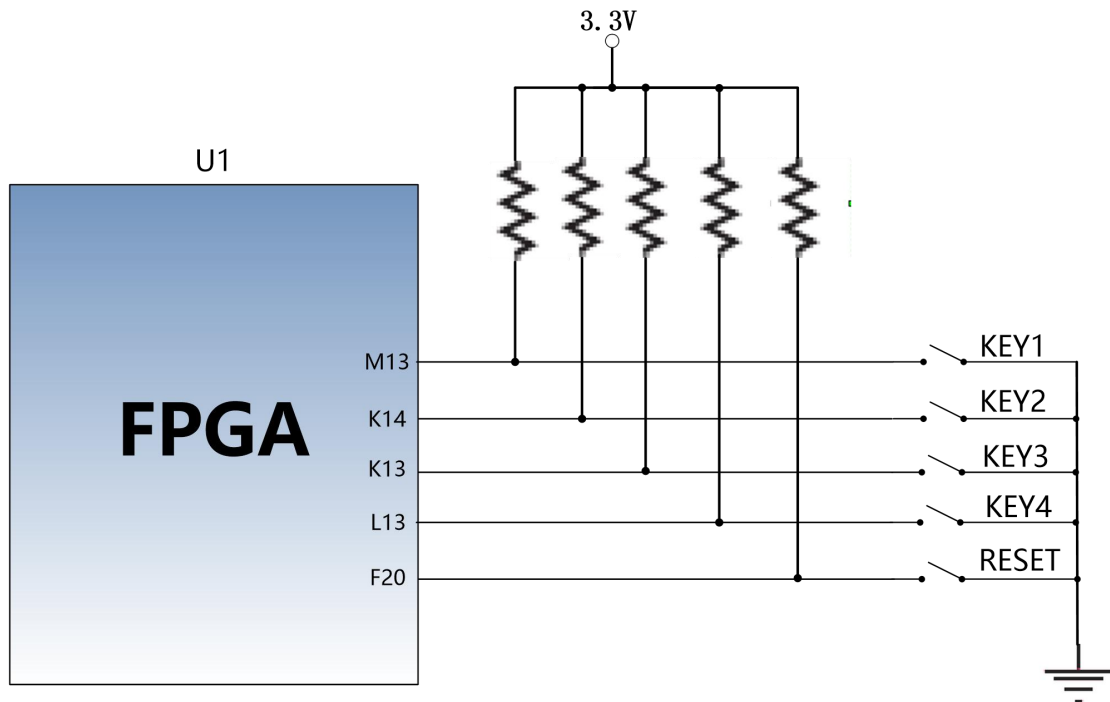 3.3V
U1
FPGA
M13
K14
K13
L13
F20
KEY1
KEY2
KEY3
KEY4
RESET